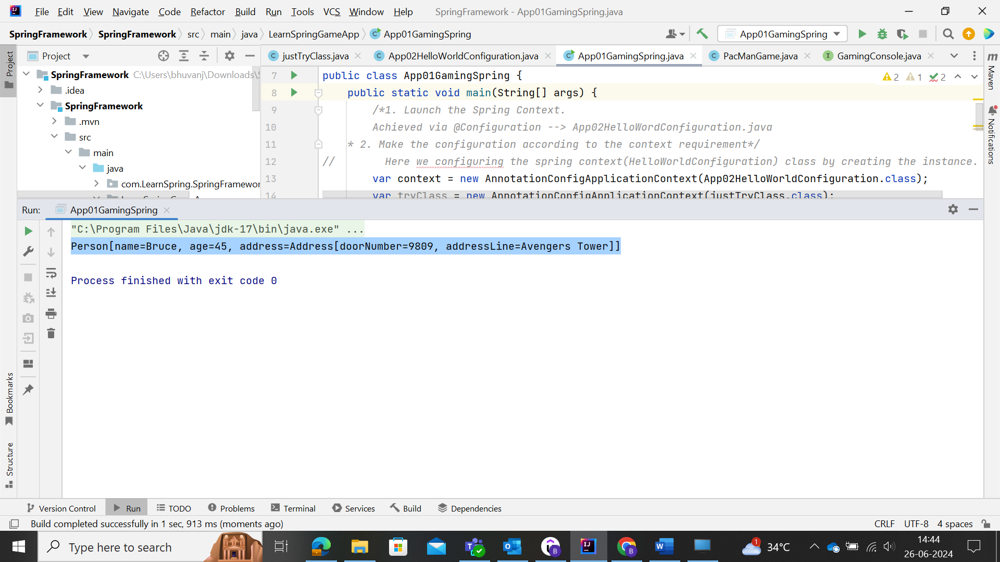 File Edit View Navigate Code Refactor Build Run Tools VCS Window Help SpringFramework - App01GamingSpring.java
SpringFramework SpringFramework src main java LearnSpringGameApp App01GamingSpring App01GamingSpring
Project justTryClass.java App02HelloWorldConfiguration.java App01GamingSpring.java PacManGame.java GamingConsole.java
Project
Maven
Notifications
SpringFramework C:\Users\bhuvanj\Downloads\
.idea
SpringFramework
.mvn
src
main
java
com.LearnSpring.SpringFramewor
2 1 2
7 public class App01GamingSpring {
8 public static void main(String[] args) {
9 /*1. Launch the Spring Context.
10 Achieved via @Configuration --> App02HelloWordConfiguration.java
11 * 2. Make the configuration according to the context requirement*/
12 // Here we configuring the spring context(HelloWorldConfiguration) class by creating the instance.
13 var context = new AnnotationConfigApplicationContext(App02HelloWorldConfiguration.class);
14 var tryClass = new AnnotationConfigApplicationContext(justTryClass.class);
Run: App01GamingSpring
"C:\Program Files\Java\jdk-17\bin\java.exe" ...
Person[name=Bruce, age=45, address=Address[doorNumber=9809, addressLine=Avengers Tower]]
Process finished with exit code 0
Bookmarks
Structure
Version Control Run TODO Problems Terminal Services Build Dependencies
Build completed successfully in 1 sec, 913 ms (moments ago) CRLF UTF-8 4 spaces
Type here to search 1 34°C 14:44
26-06-2024